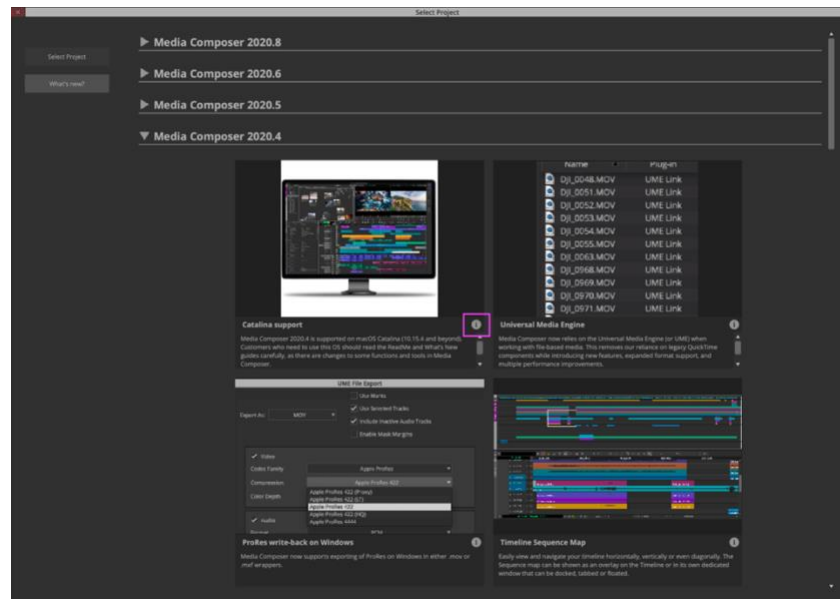 Select Project
Select Project
What's new?
Media Composer 2020.8
Media Composer 2020.6
Media Composer 2020.5
Media Composer 2020.4
Name Plug-in
DJI_0048.MOV UME Link
DJI_0051.MOV UME Link
DJI_0052.MOV UME Link
DJI_0053.MOV UME Link
DJI_0054.MOV UME Link
DJI_0055.MOV UME Link
DJI_0063.MOV UME Link
DJI_0968.MOV UME Link
DJI_0969.MOV UME Link
DJI_0970.MOV UME Link
DJI_0971.MOV UME Link
Catalina support
Media Composer 2020.4 is supported on macOS Catalina (10.15.4 and beyond).
Customers who need to use this OS should read the ReadMe and What's New
guides carefully, as there are changes to some functions and tools in Media
Composer.
Universal Media Engine
Media Composer now relies on the Universal Media Engine (or UME) when
working with file-based media. This removes our reliance on legacy QuickTime
components while introducing new features, expanded format support, and
multiple performance improvements.
UME File Export
Use Marks
Export As: MOV
Use Selected Tracks
Include Inactive Audio Tracks
Enable Mask Margins
Video
Codec Family Apple ProRes
Compression Apple ProRes 422
Color Depth
Apple ProRes 422 (Proxy)
Apple ProRes 422 (LT)
Apple ProRes 422
Apple ProRes 422 (HQ)
Apple ProRes 4444
Audio
Format PCM
ProRes write-back on Windows
Media Composer now supports exporting of ProRes on Windows in either .mov or
.mxf wrappers.
Timeline Sequence Map
Easily view and navigate your timeline horizontally, vertically or even diagonally. The
Sequence map can be shown as an overlay on the Timeline or in its own dedicated
window that can be docked, tabbed or floated.